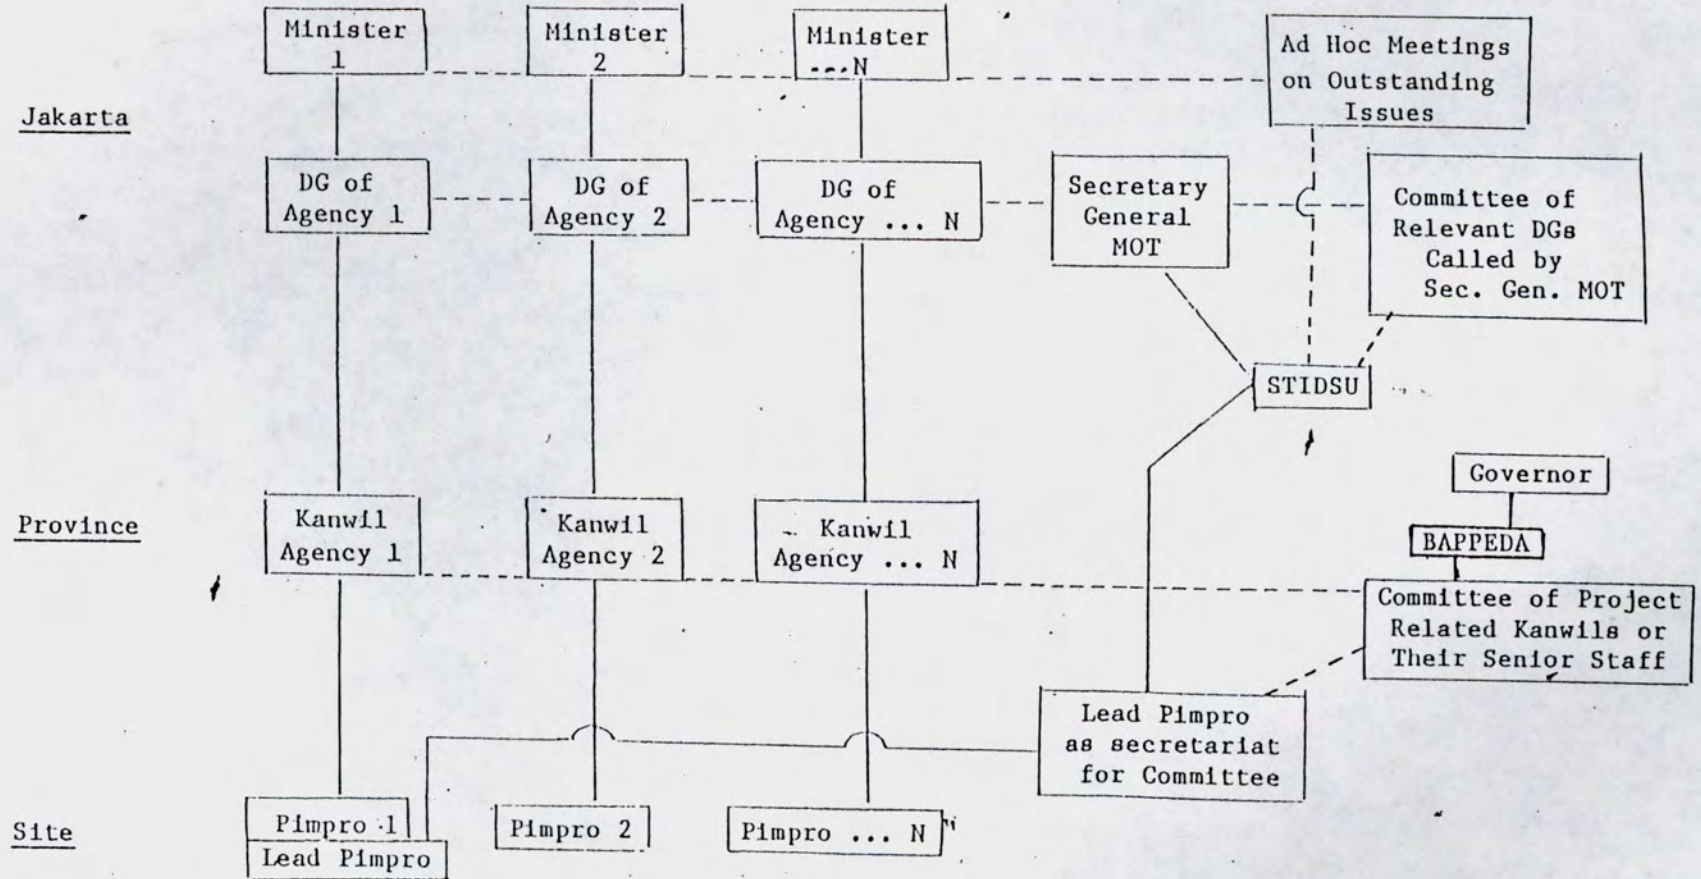 Minister
1
Minister
2
Minister
...N
Ad Hoc Meetings
on Outstanding
Issues
Jakarta
DG of
Agency 1
DG of
Agency 2
DG of
Agency ... N
Secretary
General
MOT
Committee of
Relevant DGs
Called by
Sec. Gen. MOT
STIDSU
Governor
BAPPEDA
Province
Kanwil
Agency 1
Kanwil
Agency 2
Kanwil
Agency ... N
Committee of Project
Related Kanwils or
Their Senior Staff
Lead Pimpro
as secretariat
for Committee
Site
Pimpro 1
Lead Pimpro
Pimpro 2
Pimpro ... N